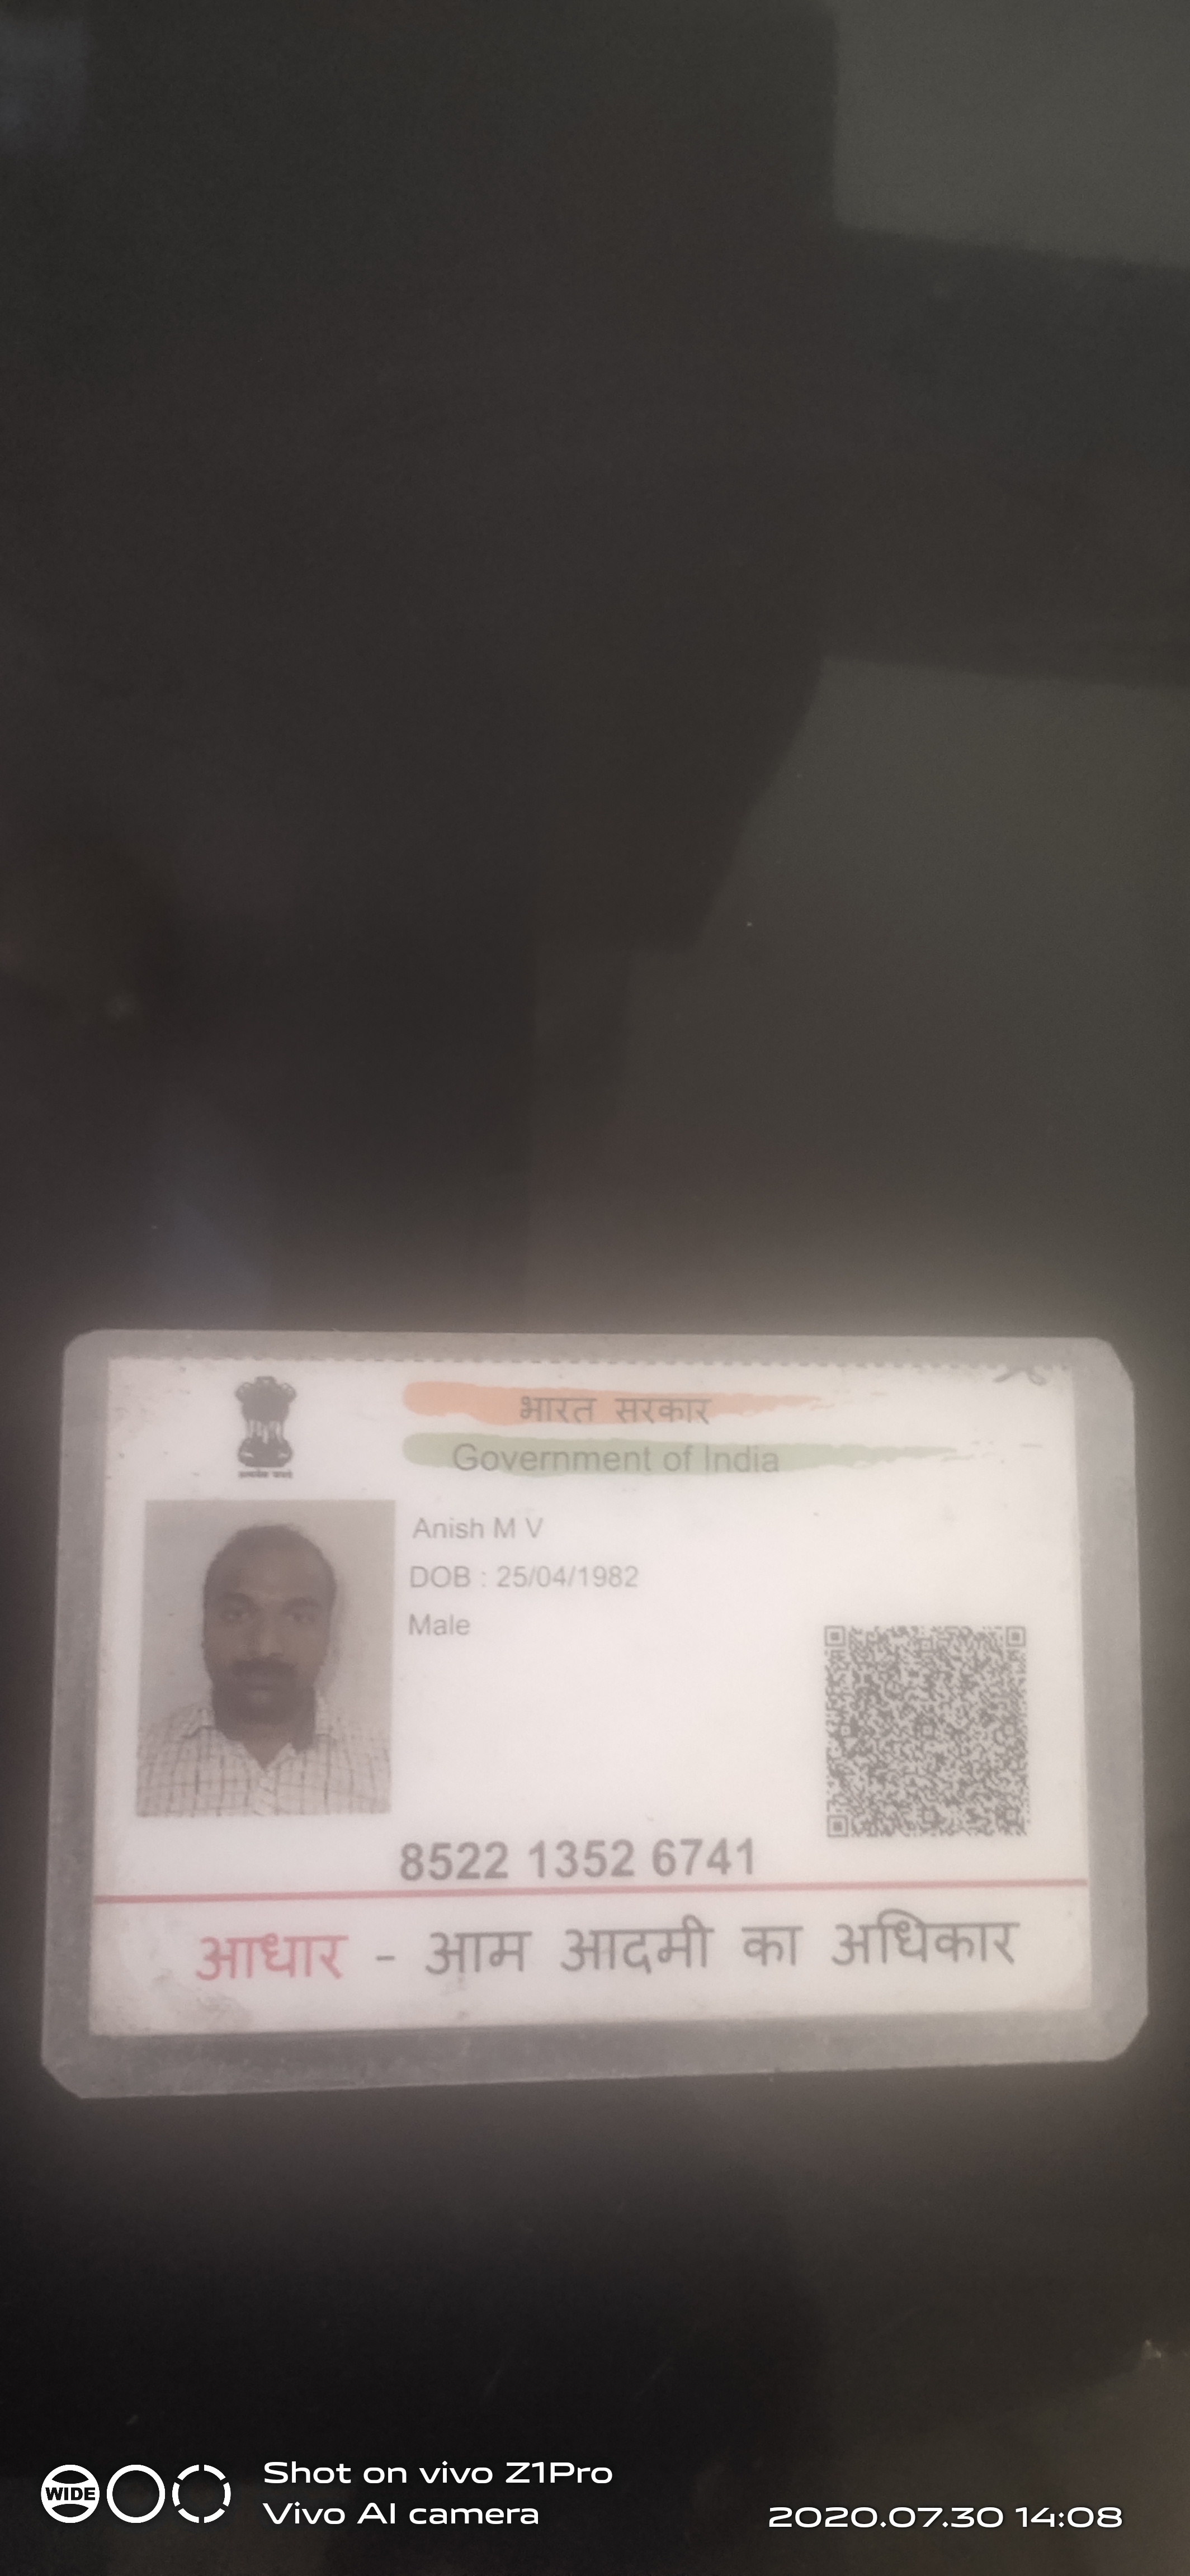 भारत सरकार
Government of India
Anish M V
DOB : 25/04/1982
Male
8522 1352 6741
आधार - आम आदमी का अधिकार
WIDE
Shot on vivo Z1Pro
Vivo AI camera
2020.07.30 14:08